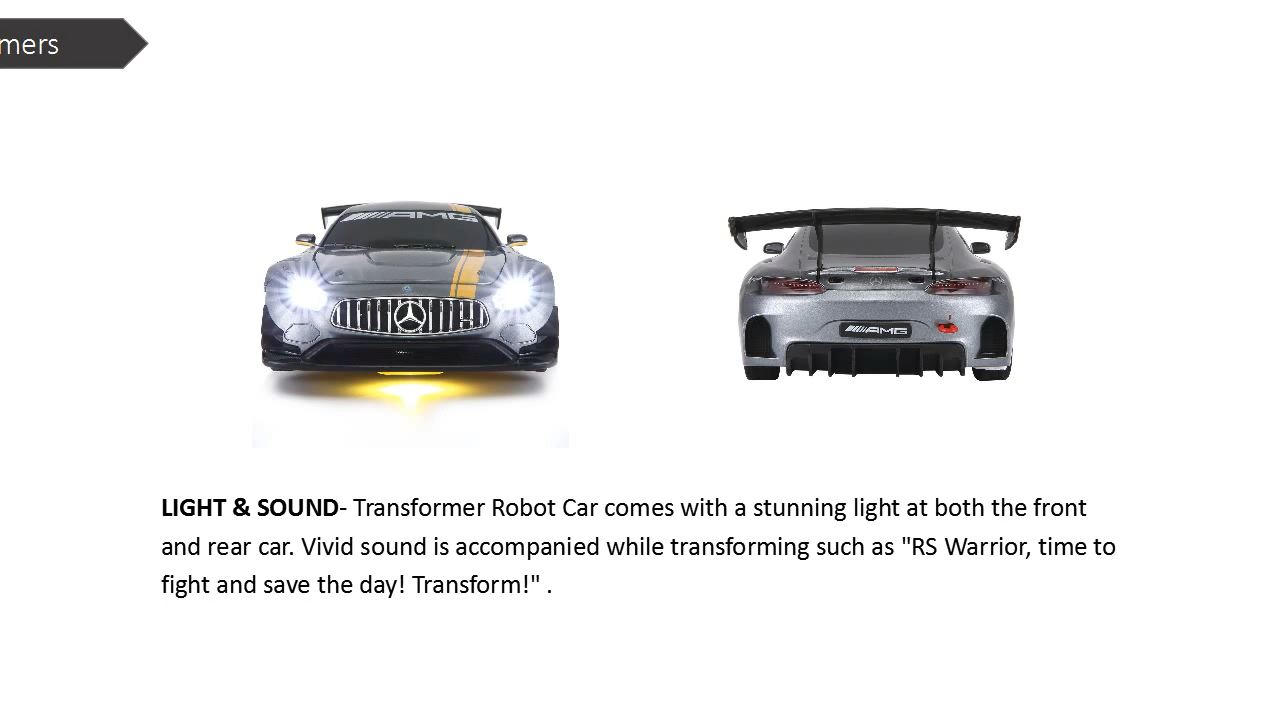 mers
AMG
AMG
LIGHT & SOUND- Transformer Robot Car comes with a stunning light at both the front
and rear car. Vivid sound is accompanied while transforming such as "RS Warrior, time to
fight and save the day! Transform!" .